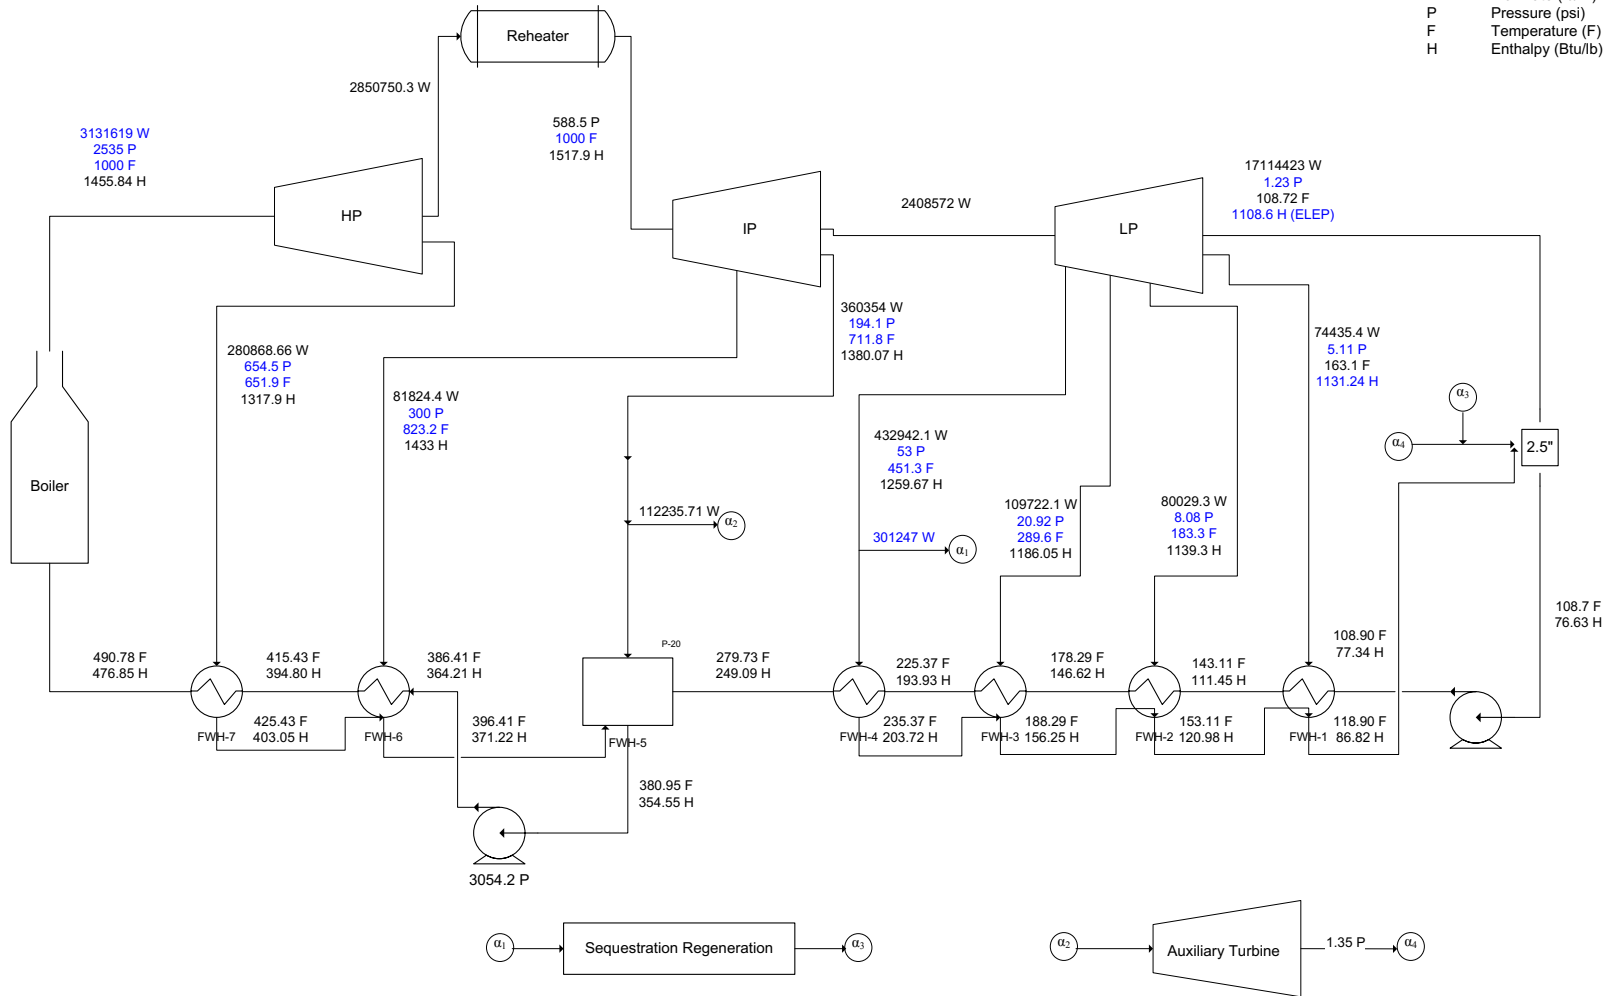 P Pressure (psi)
F Temperature (F)
H Enthalpy (Btu/lb)
Reheater
2850750.3 W
3131619 W
2535 P
1000 F
1455.84 H
588.5 P
1000 F
1517.9 H
17114423 W
1.23 P
108.72 F
1108.6 H (ELEP)
2408572 W
HP
IP
LP
360354 W
194.1 P
711.8 F
1380.07 H
74435.4 W
5.11 P
163.1 F
1131.24 H
280868.66 W
654.5 P
651.9 F
1317.9 H
81824.4 W
300 P
823.2 F
1433 H
α3
α4
2.5"
432942.1 W
53 P
451.3 F
1259.67 H
Boiler
109722.1 W
20.92 P
289.6 F
1186.05 H
80029.3 W
8.08 P
183.3 F
1139.3 H
112235.71 W
α2
301247 W
α1
108.7 F
76.63 H
P-20
490.78 F
476.85 H
415.43 F
394.80 H
386.41 F
364.21 H
279.73 F
249.09 H
225.37 F
193.93 H
178.29 F
146.62 H
143.11 F
111.45 H
108.90 F
77.34 H
FWH-7
425.43 F
403.05 H
FWH-6
396.41 F
371.22 H
FWH-5
FWH-4
235.37 F
203.72 H
FWH-3
188.29 F
156.25 H
FWH-2
153.11 F
120.98 H
FWH-1
118.90 F
86.82 H
380.95 F
354.55 H
3054.2 P
α1
Sequestration Regeneration
α3
α2
Auxiliary Turbine
1.35 P
α4